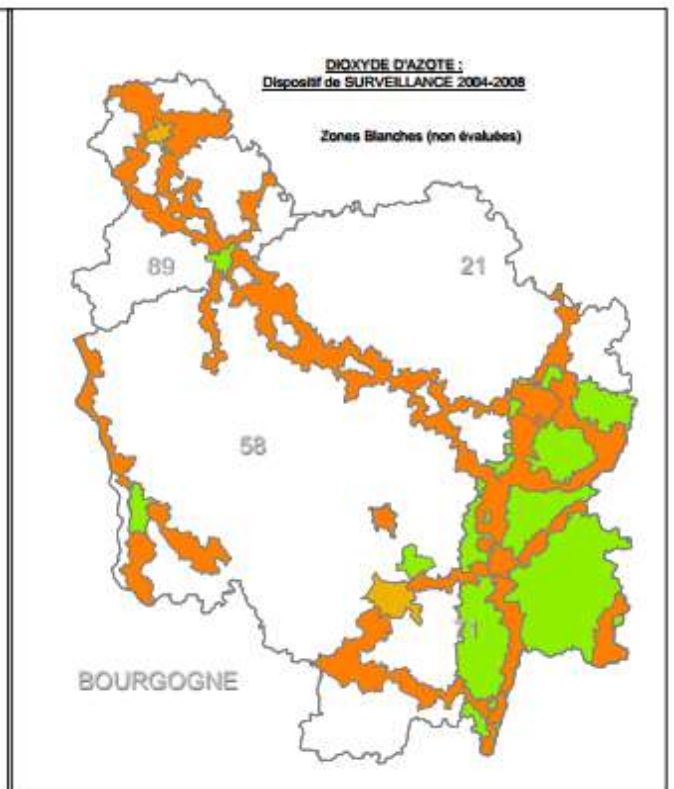 DIOXYDE D'AZOTE :
Dispositif de SURVEILLANCE 2004-2008
Zones Blanches (non évaluées)
89
21
58
71
BOURGOGNE